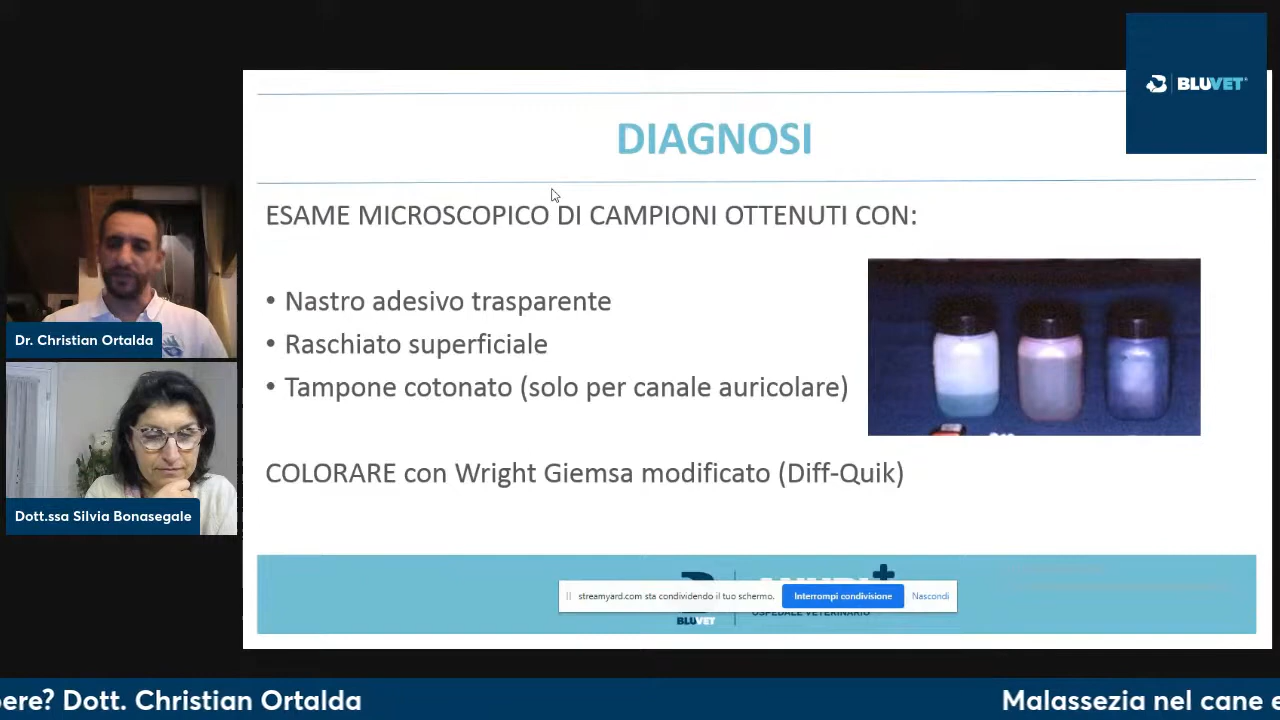 BLUVET
DIAGNOSI
ESAME MICROSCOPICO DI CAMPIONI OTTENUTI CON:
• Nastro adesivo trasparente
• Raschiato superficiale
• Tampone cotonato (solo per canale auricolare)
COLORARE con Wright Giemsa modificato (Diff-Quik)
Dr. Christian Ortalda
Dott.ssa Silvia Bonasegale
streamyard.com sta condividendo il tuo schermo.
Interrompi condivisione
Nascondi
BLUVET
OSPEDALE VETERINARIO
pere? Dott. Christian Ortalda
Malassezia nel cane e